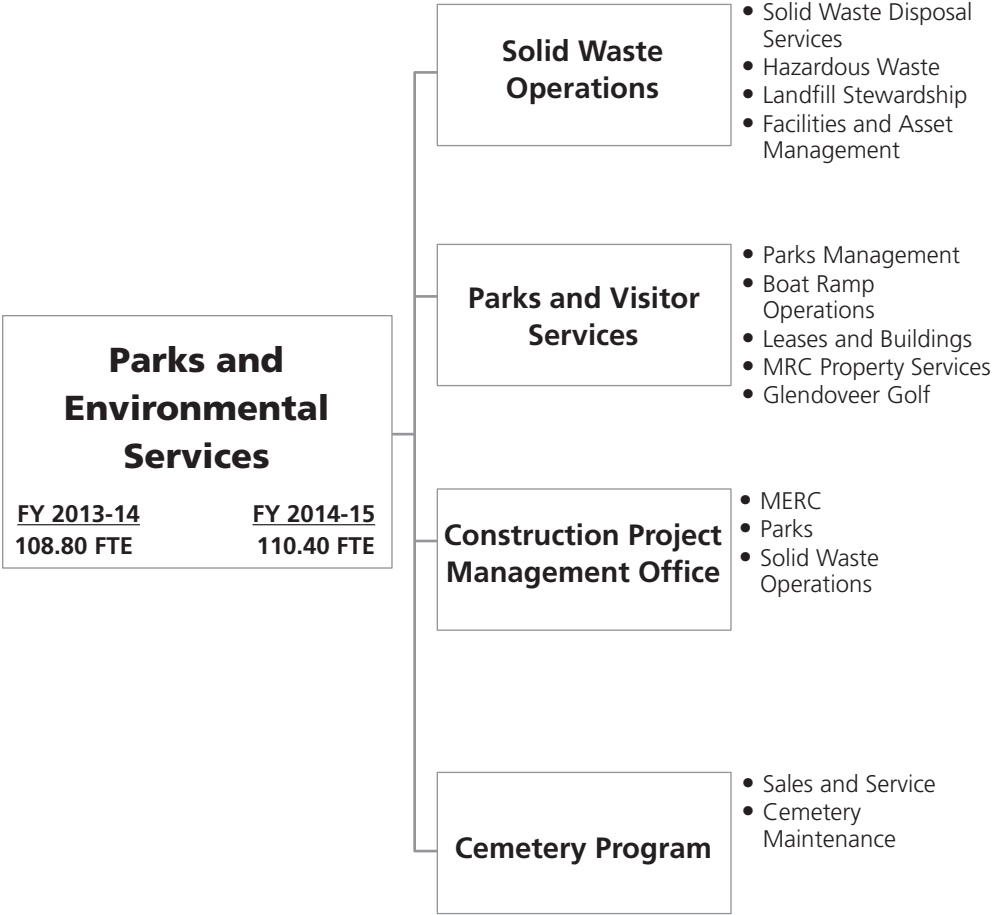 Parks and
Environmental
Services
FY 2013-14
108.80 FTE
FY 2014-15
110.40 FTE
Solid Waste
Operations
• Solid Waste Disposal
Services
• Hazardous Waste
• Landfill Stewardship
• Facilities and Asset
Management
Parks and Visitor
Services
• Parks Management
• Boat Ramp
Operations
• Leases and Buildings
• MRC Property Services
• Glendoveer Golf
Construction Project
Management Office
• MERC
• Parks
• Solid Waste
Operations
Cemetery Program
• Sales and Service
• Cemetery
Maintenance